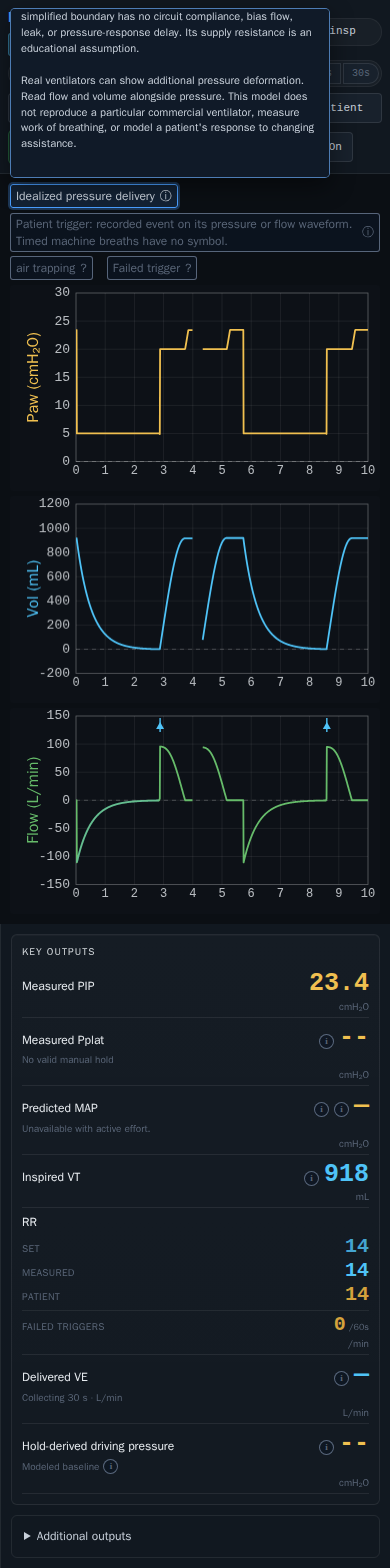 simplified boundary has no circuit compliance, bias flow,
leak, or pressure-response delay. Its supply resistance is an
educational assumption.
Real ventilators can show additional pressure deformation.
Read flow and volume alongside pressure. This model does
not reproduce a particular commercial ventilator, measure
work of breathing, or model a patient's response to changing
assistance.
insp
30s
tient
On
Idealized pressure delivery ⓘ
Patient trigger: recorded event on its pressure or flow waveform.
Timed machine breaths have no symbol. ⓘ
air trapping ? Failed trigger ?
30
25
20
15
10
5
0
Paw (cmH₂O)
0 1 2 3 4 5 6 7 8 9 10
1200
1000
800
600
400
200
0
-200
Vol (mL)
0 1 2 3 4 5 6 7 8 9 10
150
100
50
0
-50
-100
-150
Flow (L/min)
0 1 2 3 4 5 6 7 8 9 10
KEY OUTPUTS
Measured PIP 23.4
cmH₂O
Measured Pplat i --
No valid manual hold
cmH₂O
Predicted MAP i i —
Unavailable with active effort.
cmH₂O
Inspired VT i 918
mL
RR
SET 14
MEASURED 14
PATIENT 14
FAILED TRIGGERS 0 /60s
/min
Delivered VE i —
Collecting 30 s · L/min
L/min
Hold-derived driving pressure i --
Modeled baseline i
cmH₂O
▶ Additional outputs